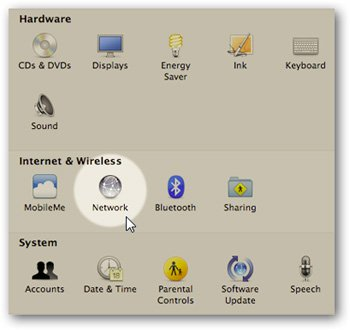 Hardware
CDs & DVDs Displays Energy Saver Ink Keyboard
Sound
Internet & Wireless
MobileMe Network Bluetooth Sharing
System
Accounts Date & Time Parental Controls Software Update Speech